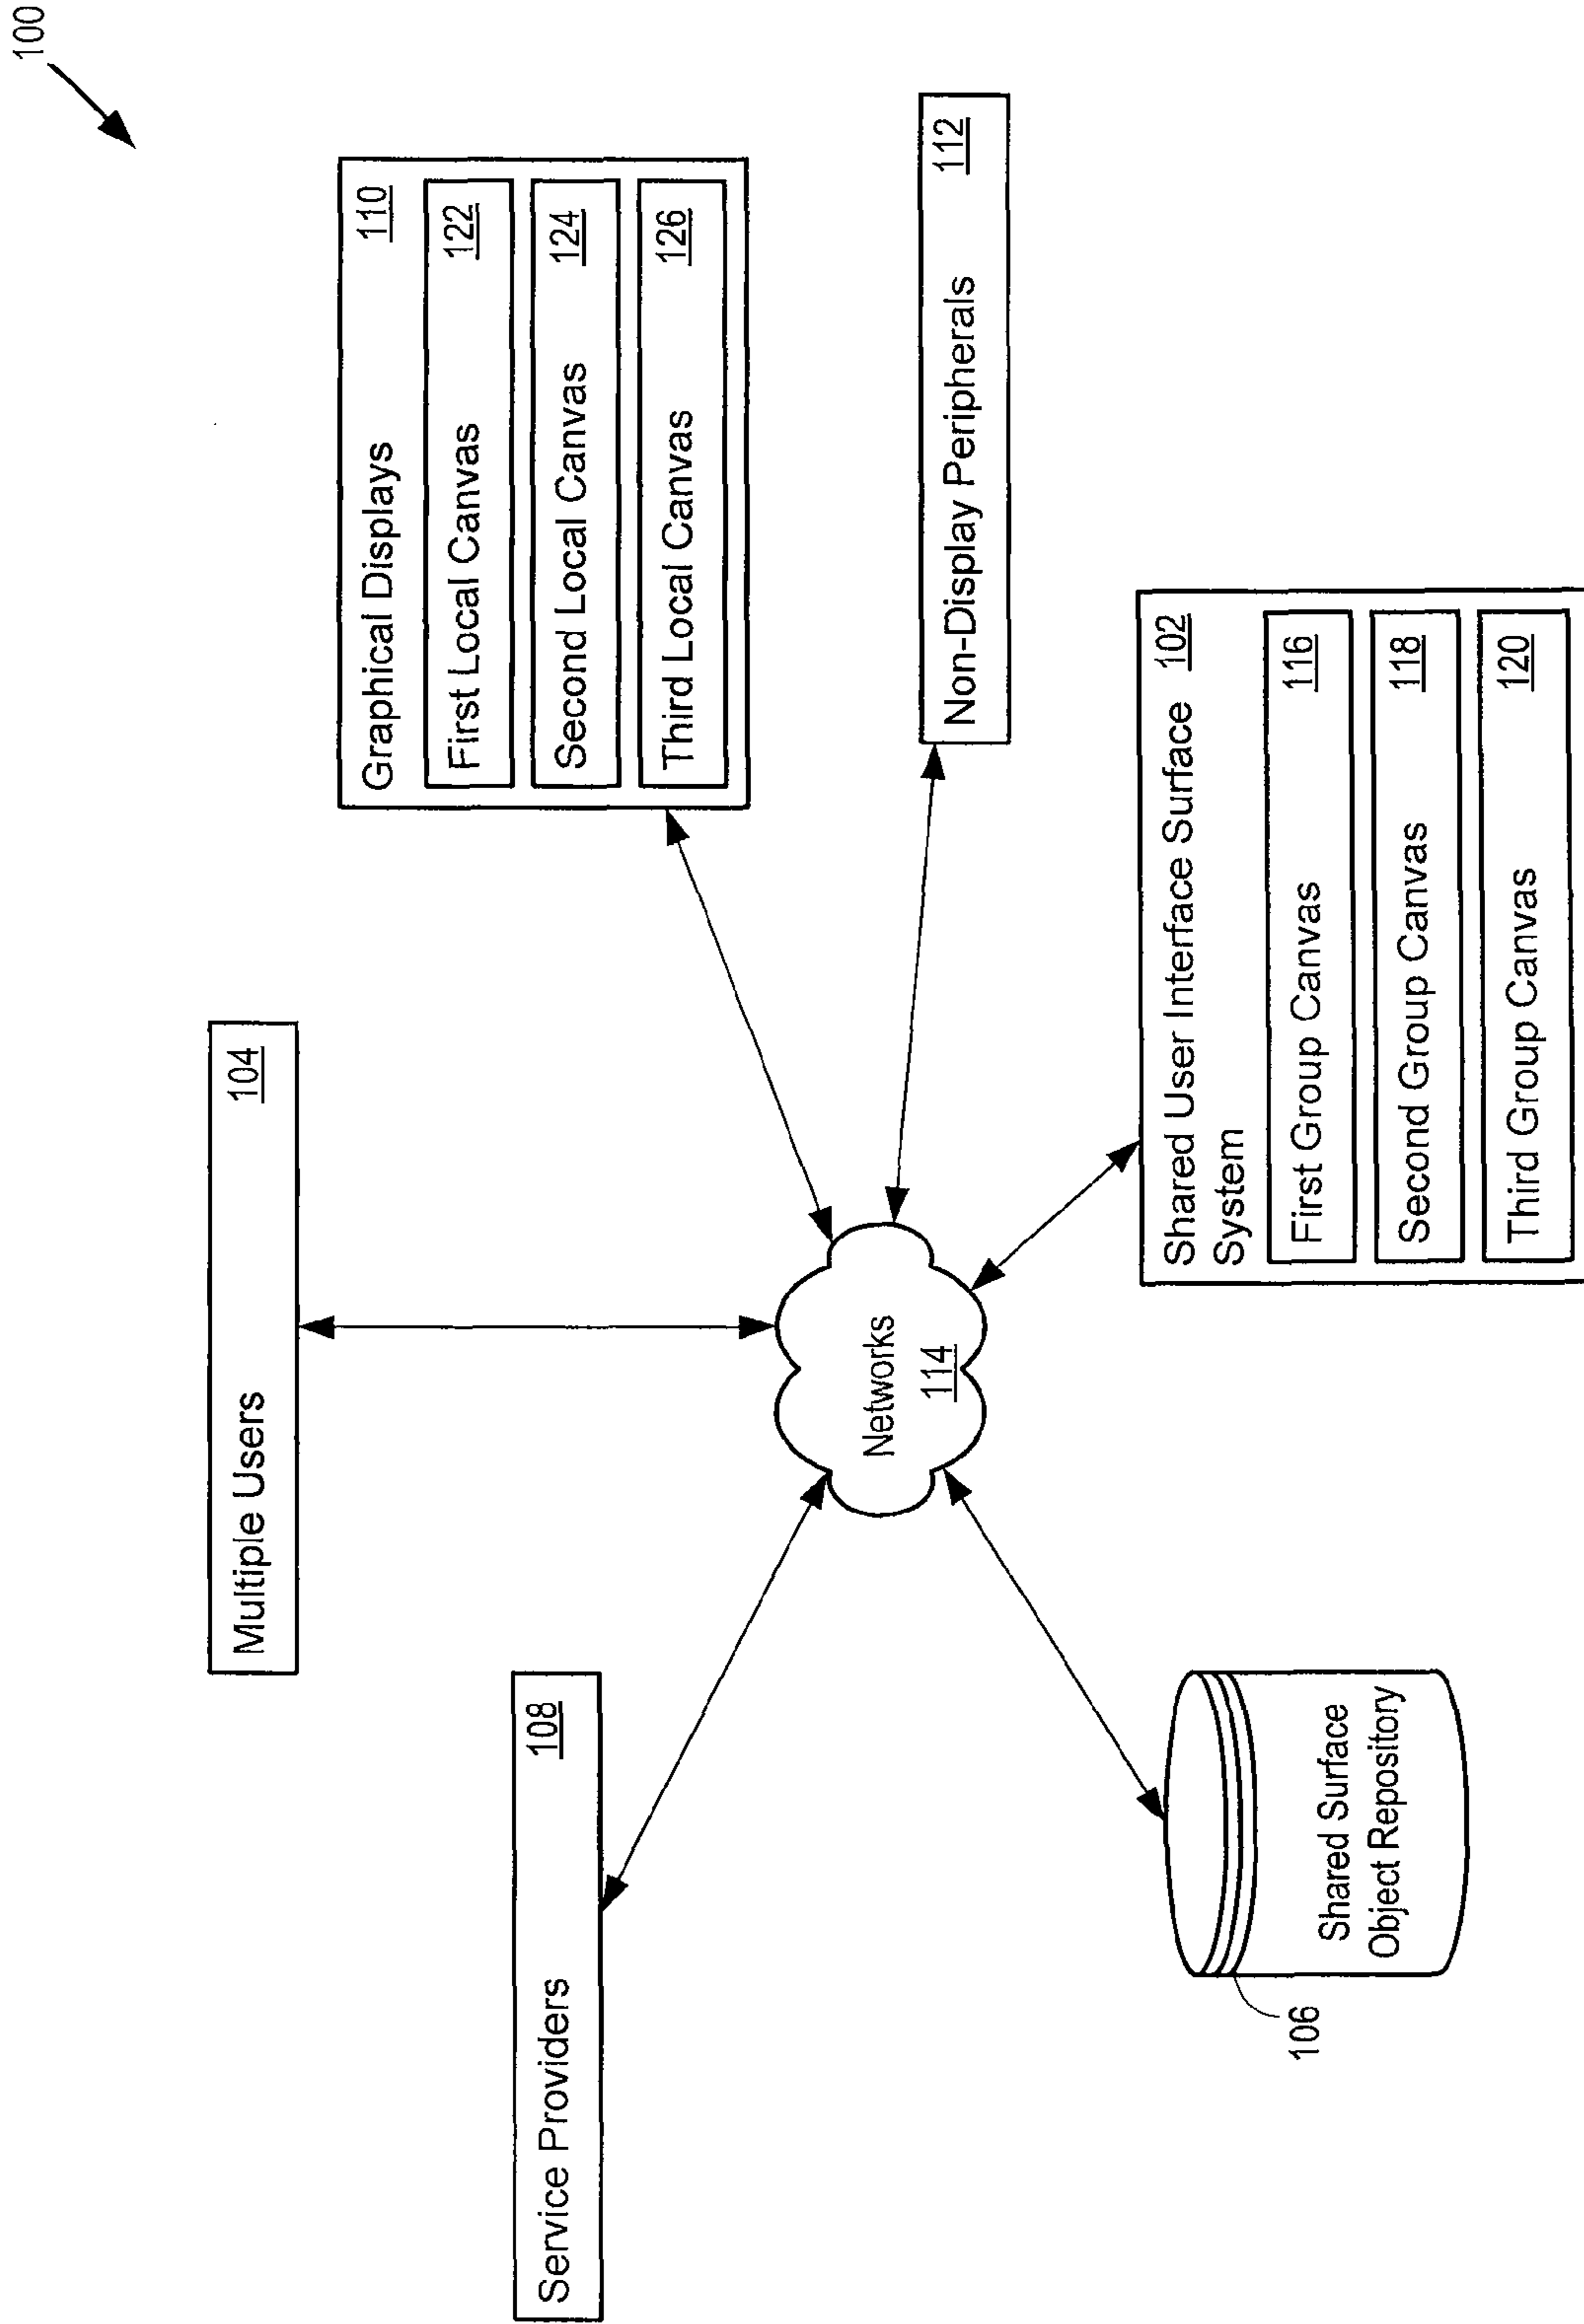 100
Multiple Users 104
Service Providers 108
Graphical Displays 110
First Local Canvas 122
Second Local Canvas 124
Third Local Canvas 126
Networks
114
Non-Display Peripherals 112
106
Shared Surface
Object Repository
Shared User Interface Surface 102
System
First Group Canvas 116
Second Group Canvas 118
Third Group Canvas 120